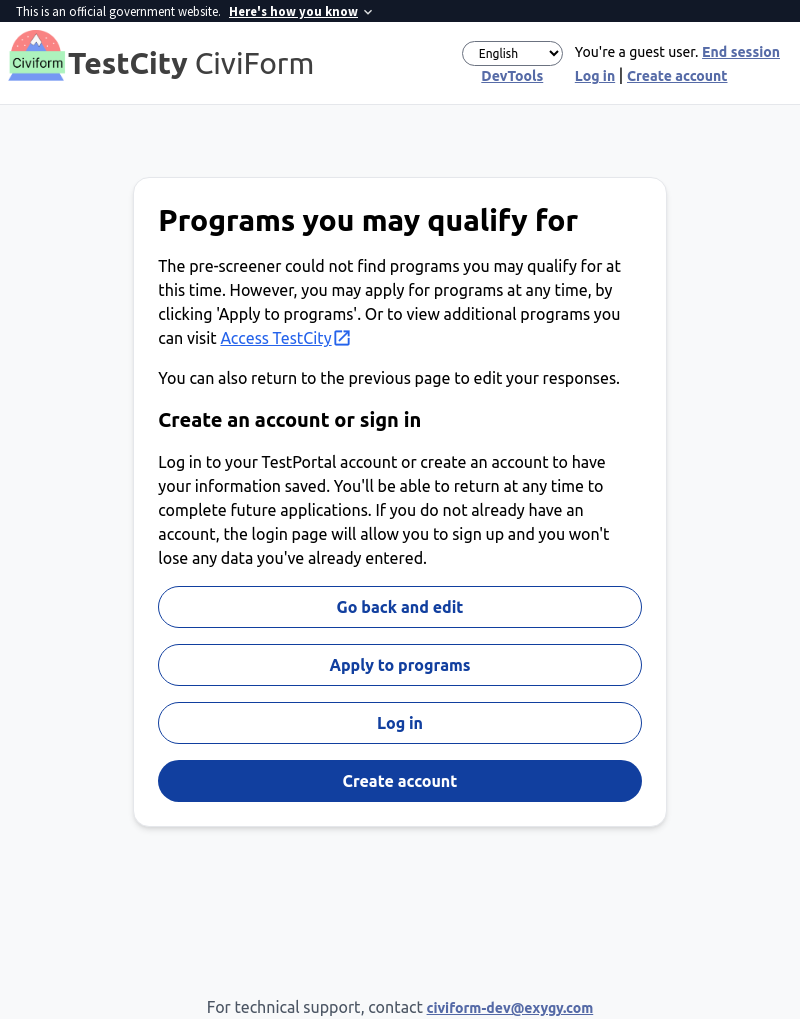 This is an official government website. Here's how you know
Civiform
TestCity CiviForm
English
You're a guest user. End session
DevTools
Log in | Create account
Programs you may qualify for
The pre-screener could not find programs you may qualify for at
this time. However, you may apply for programs at any time, by
clicking 'Apply to programs'. Or to view additional programs you
can visit Access TestCity
You can also return to the previous page to edit your responses.
Create an account or sign in
Log in to your TestPortal account or create an account to have
your information saved. You'll be able to return at any time to
complete future applications. If you do not already have an
account, the login page will allow you to sign up and you won't
lose any data you've already entered.
Go back and edit
Apply to programs
Log in
Create account
For technical support, contact civiform-dev@exygy.com